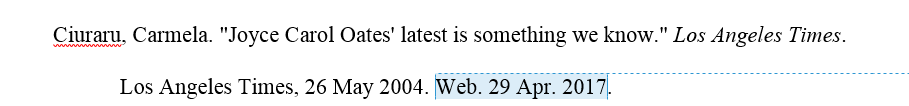 Ciuraru, Carmela. "Joyce Carol Oates' latest is something we know." Los Angeles Times.
Los Angeles Times, 26 May 2004. Web. 29 Apr. 2017.